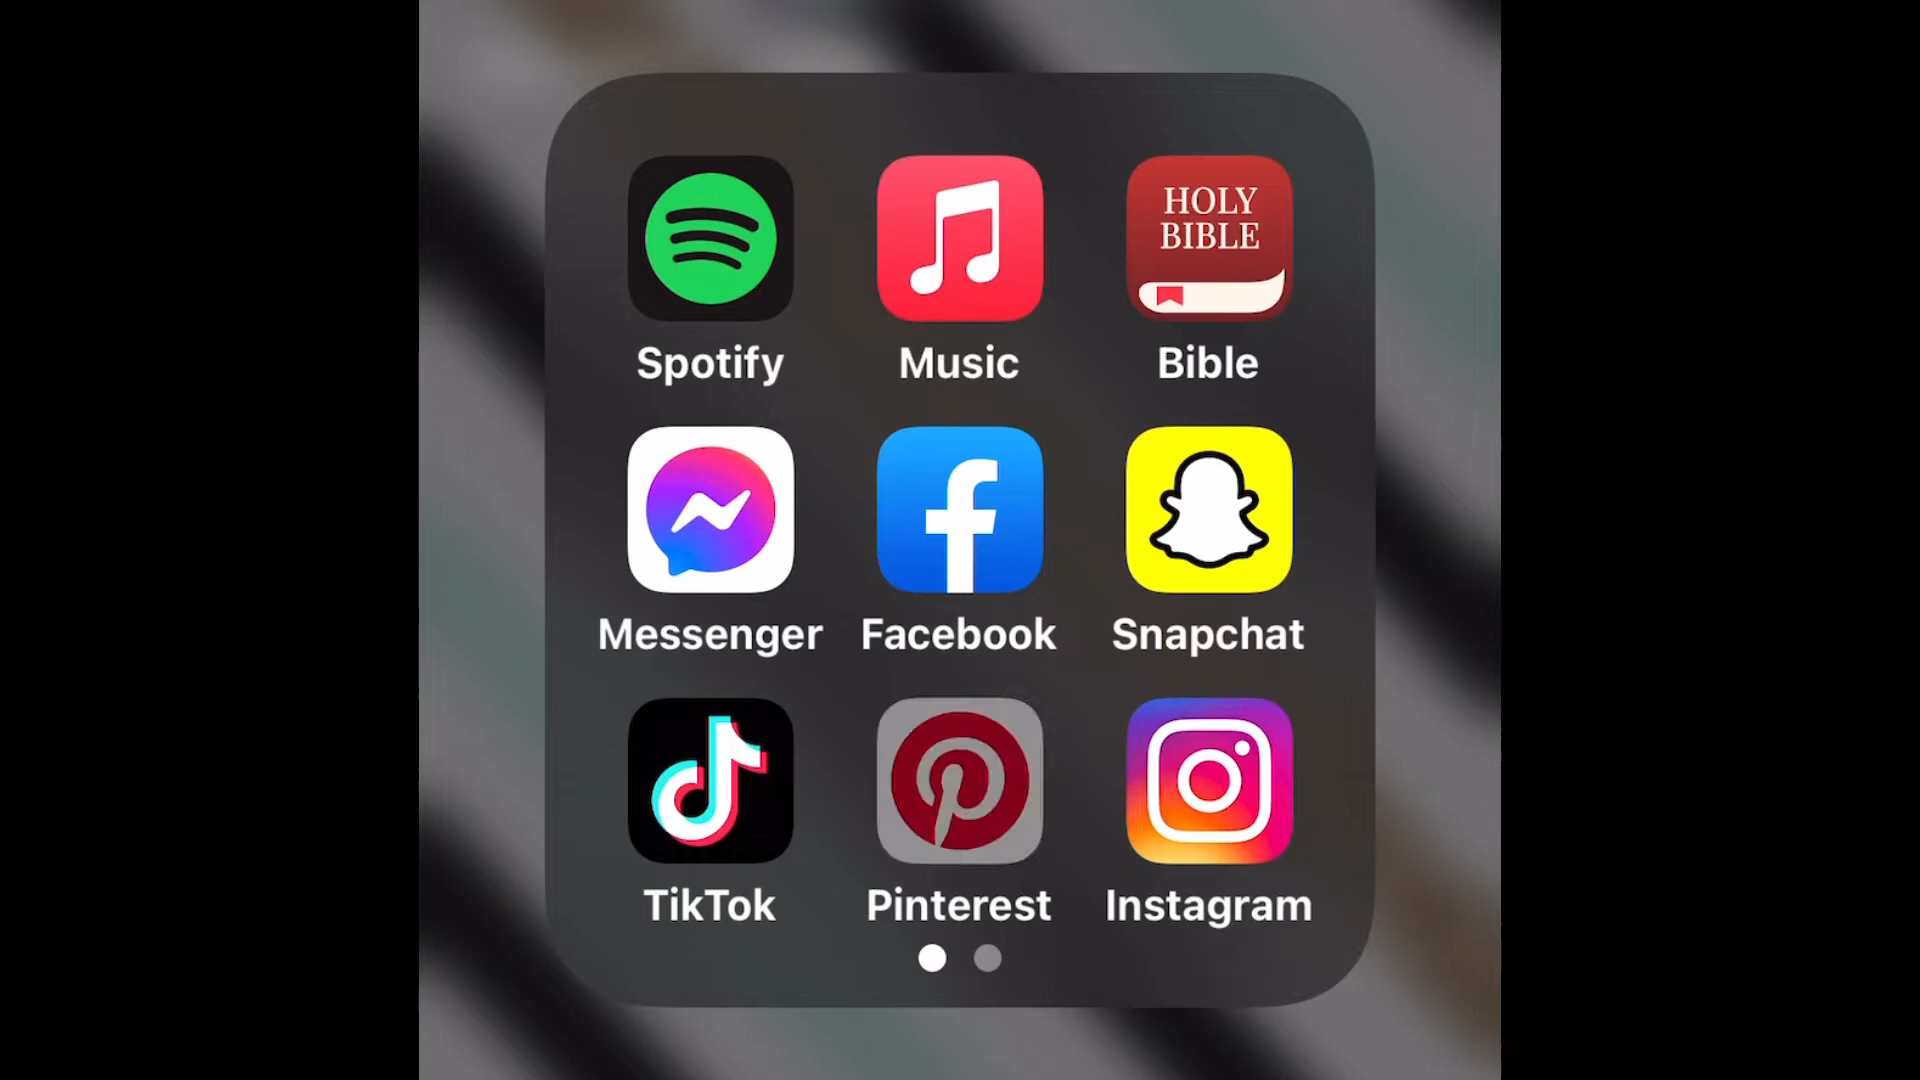 HOLY
BIBLE
Spotify
Music
Bible
Messenger
Facebook
Snapchat
TikTok
Pinterest
Instagram